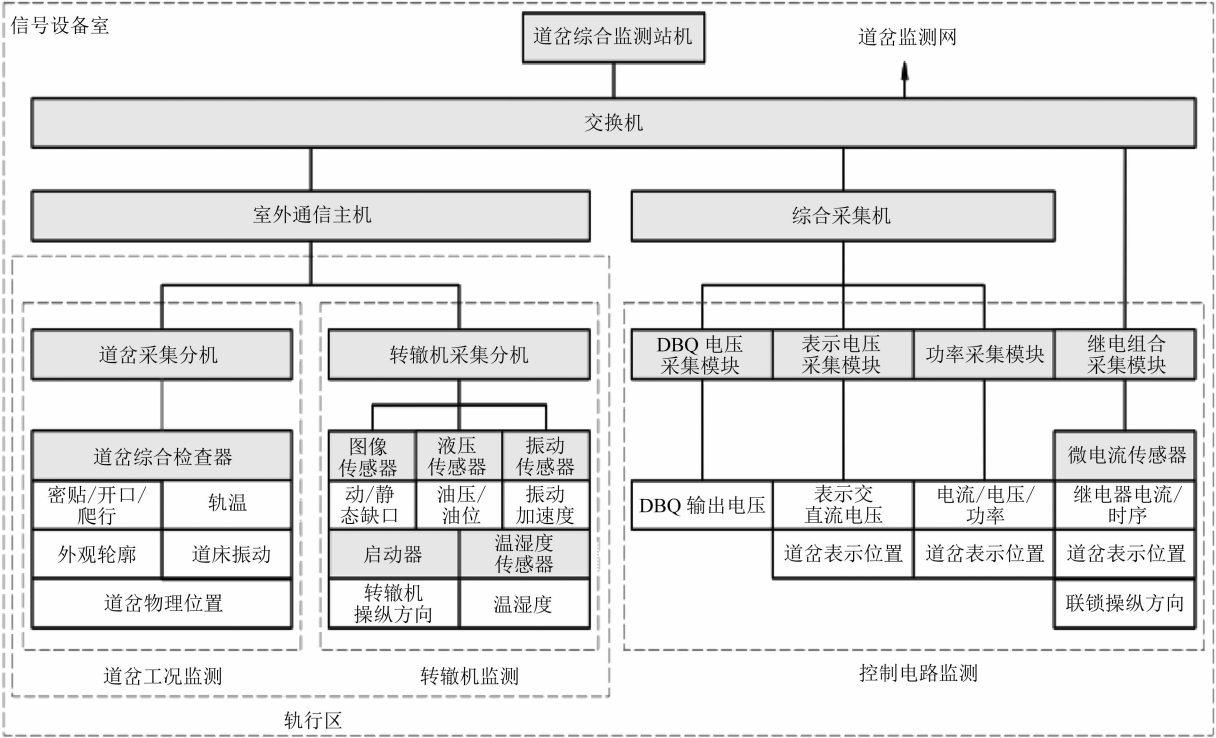 信号设备室
道岔综合监测站机
道岔监测网
交换机
室外通信主机
综合采集机
道岔采集分机
转辙机采集分机
DBQ 电压
采集模块
表示电压
采集模块
功率采集模块
继电组合
采集模块
道岔综合检查器
图像
传感器
液压
传感器
振动
传感器
微电流传感器
密贴/开口/
爬行
轨温
动/静
态缺口
油压/
油位
振动
加速度
DBQ 输出电压
表示交
直流电压
电流/电压/
功率
继电器电流/
时序
外观轮廓
道床振动
启动器
温湿度
传感器
道岔表示位置
道岔表示位置
道岔表示位置
道岔物理位置
转辙机
操纵方向
温湿度
联锁操纵方向
道岔工况监测
转辙机监测
控制电路监测
轨行区